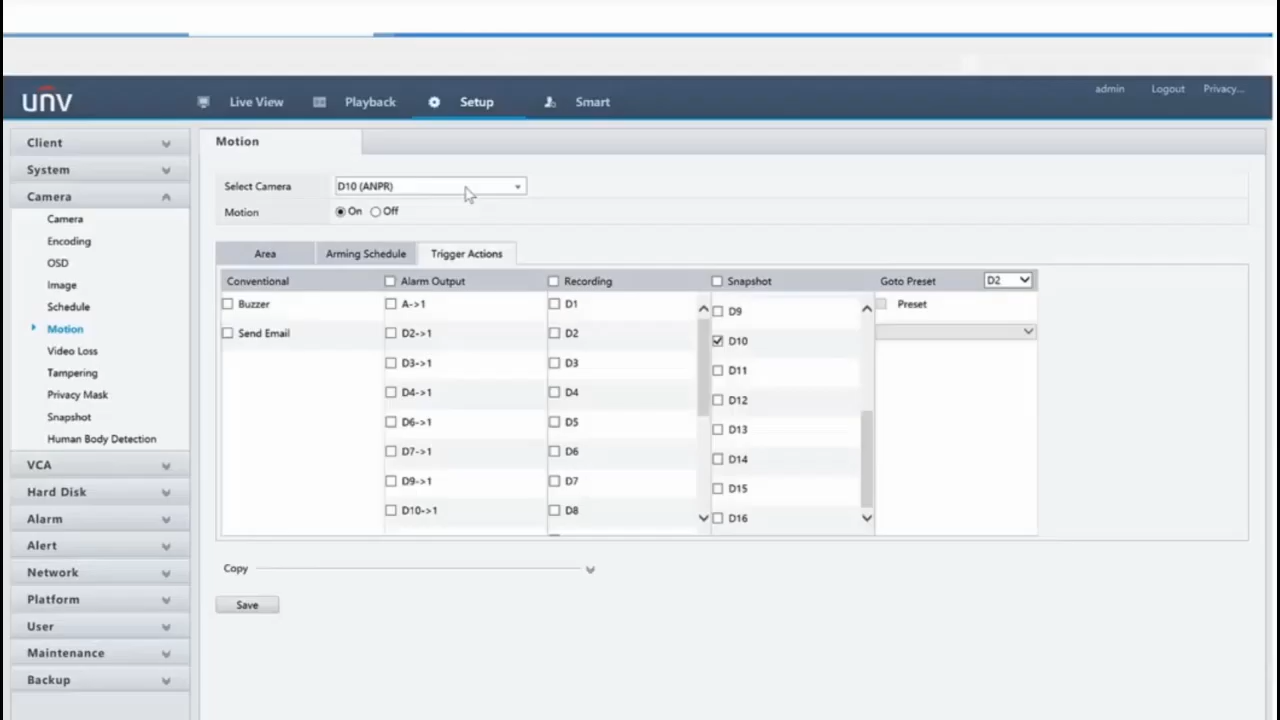 unv
Live View
Playback
Setup
Smart
admin
Logout
Privacy...
Client
System
Camera
Camera
Encoding
OSD
Image
Schedule
Motion
Video Loss
Tampering
Privacy Mask
Snapshot
Human Body Detection
VCA
Hard Disk
Alarm
Alert
Network
Platform
User
Maintenance
Backup
Motion
Select Camera D10 (ANPR)
Motion On Off
Area Arming Schedule Trigger Actions
Conventional Alarm Output Recording Snapshot Goto Preset D2
Buzzer A->1 D1 D9 Preset
Send Email D2->1 D2 D10
D3->1 D3 D11
D4->1 D4 D12
D6->1 D5 D13
D7->1 D6 D14
D9->1 D7 D15
D10->1 D8 D16
Copy
Save